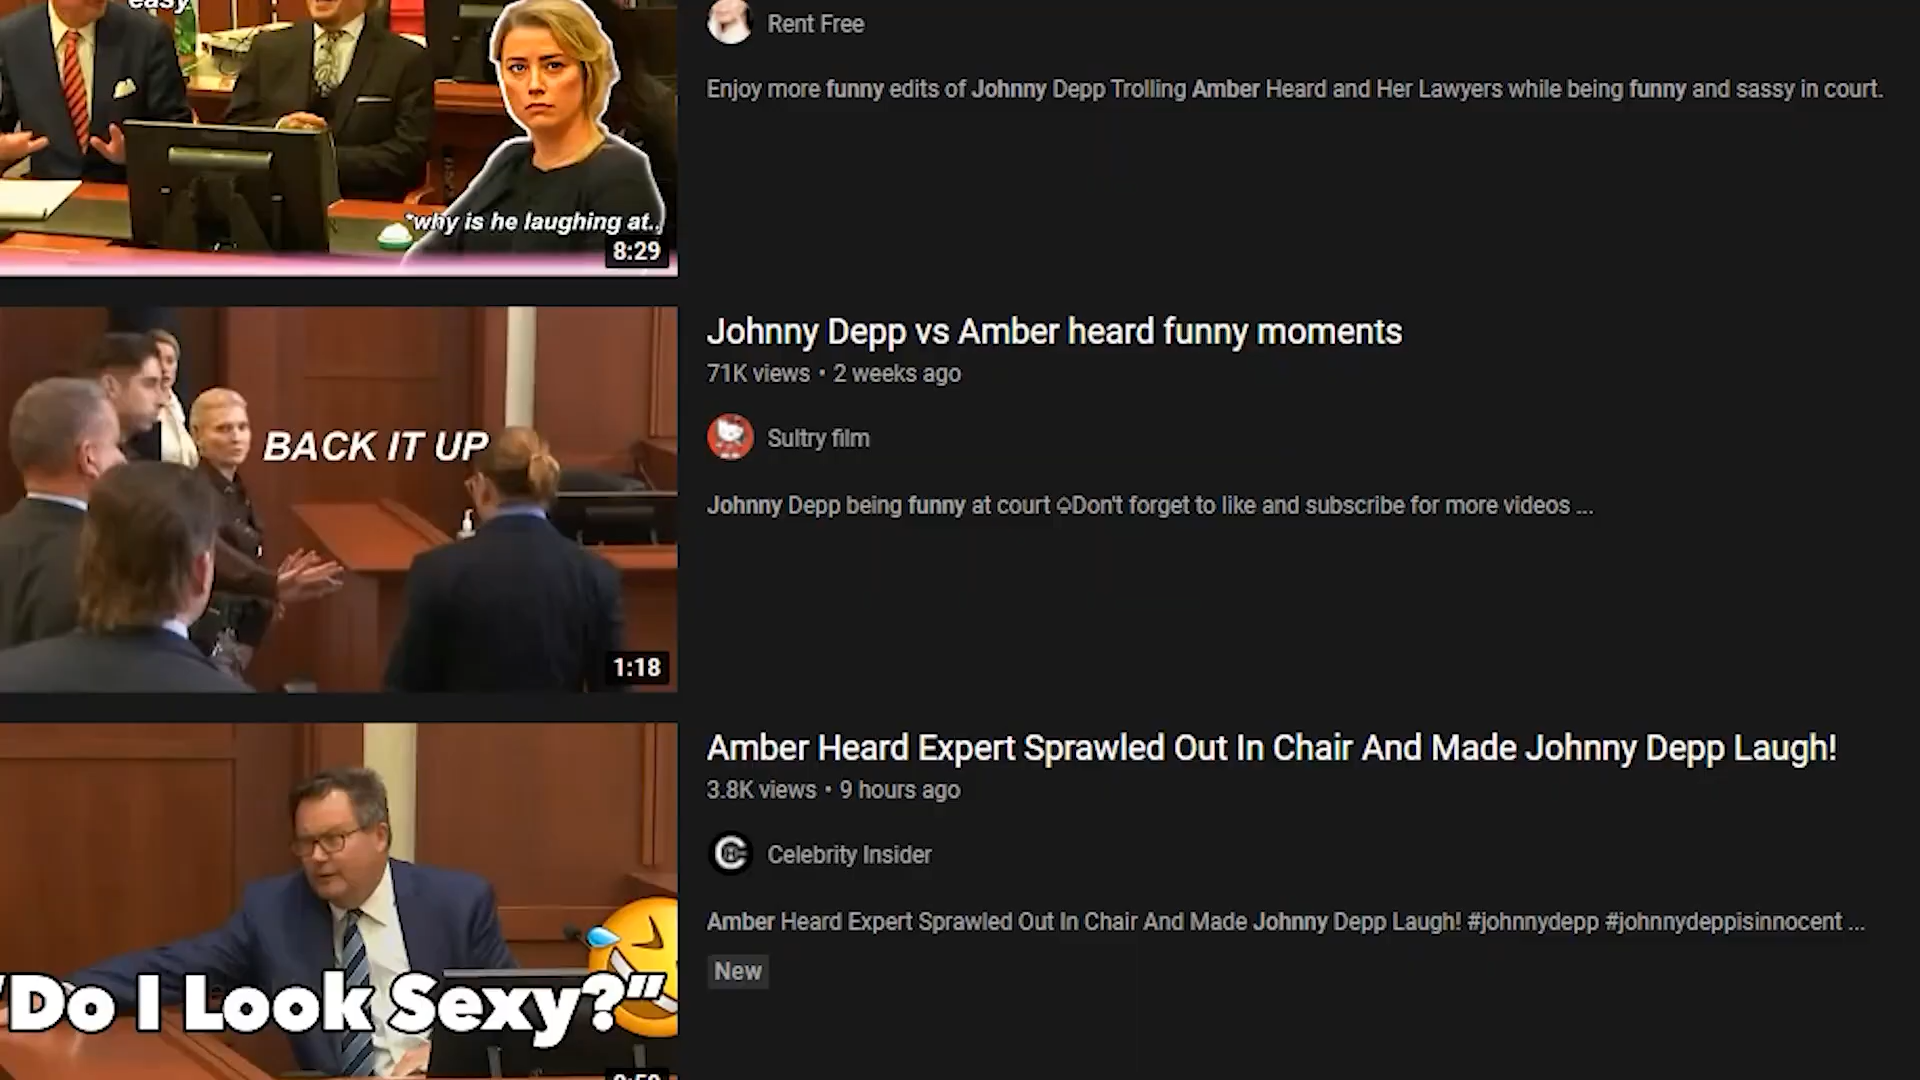 easy
Rent Free
Enjoy more funny edits of Johnny Depp Trolling Amber Heard and Her Lawyers while being funny and sassy in court.
*why is he laughing at..
8:29
Johnny Depp vs Amber heard funny moments
71K views • 2 weeks ago
BACK IT UP
Sultry film
Johnny Depp being funny at court ♤Don't forget to like and subscribe for more videos ...
1:18
Amber Heard Expert Sprawled Out In Chair And Made Johnny Depp Laugh!
3.8K views • 9 hours ago
Celebrity Insider
Amber Heard Expert Sprawled Out In Chair And Made Johnny Depp Laugh! #johnnydepp #johnnydeppisinnocent ...
New
"Do I Look Sexy?"